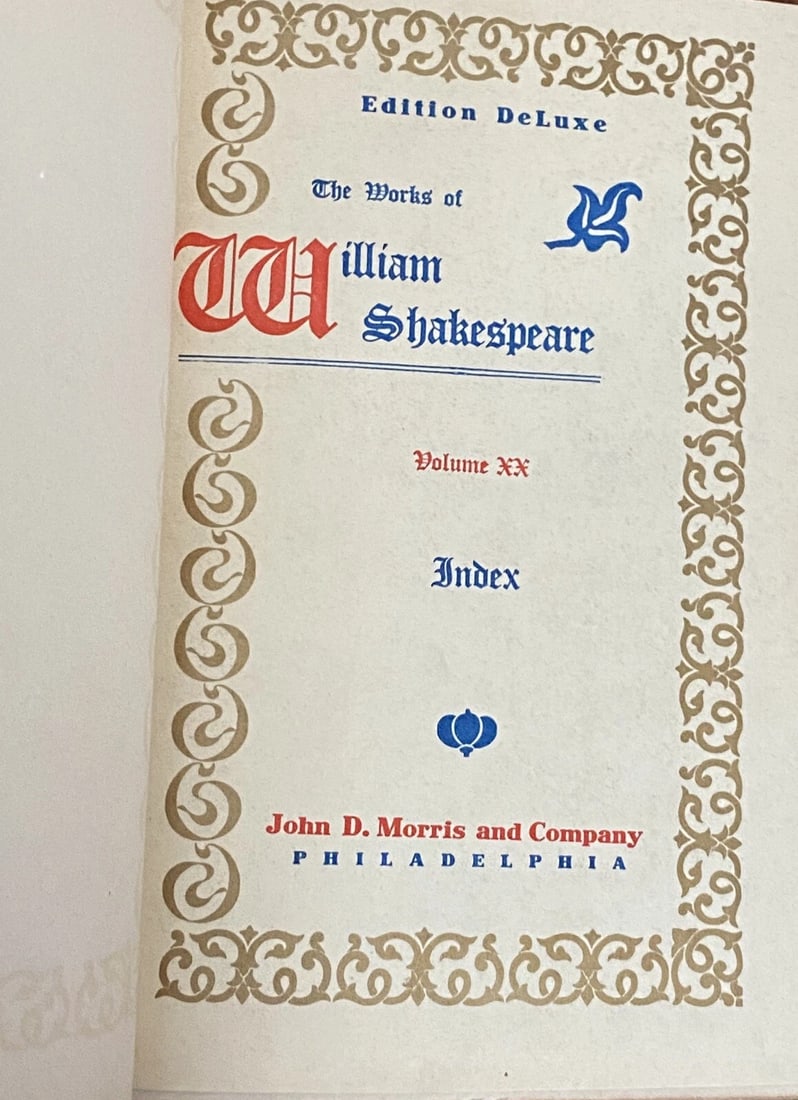 Edition DeLuxe
The Works of
William
Shakespeare
Volume XX
Index
John D. Morris and Company
PHILADELPHIA